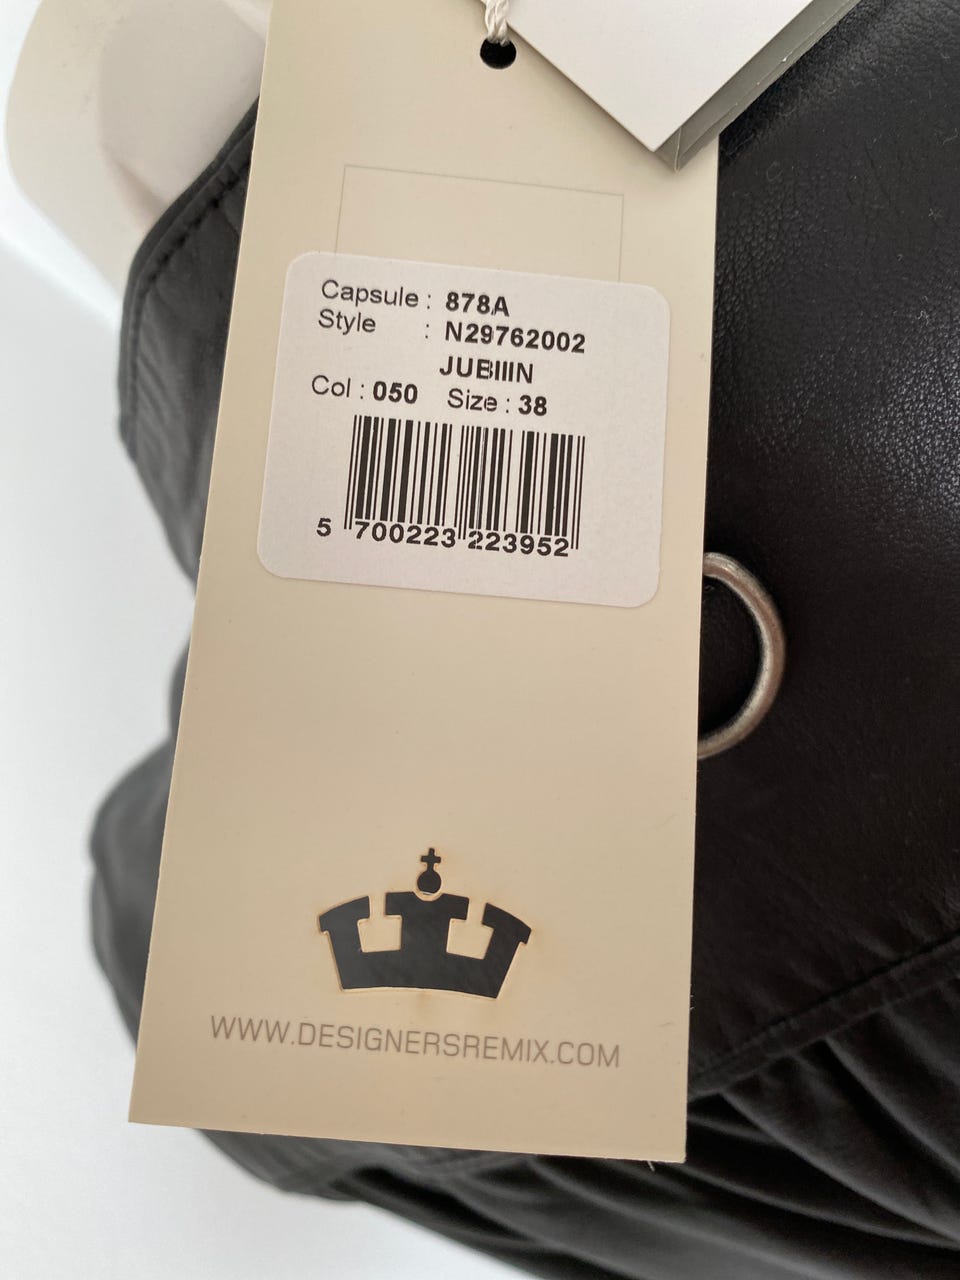 Capsule : 878A
Style : N29762002
JUBIIIN
Col : 050 Size : 38
5 700223 223952
WWW.DESIGNERSREMIX.COM